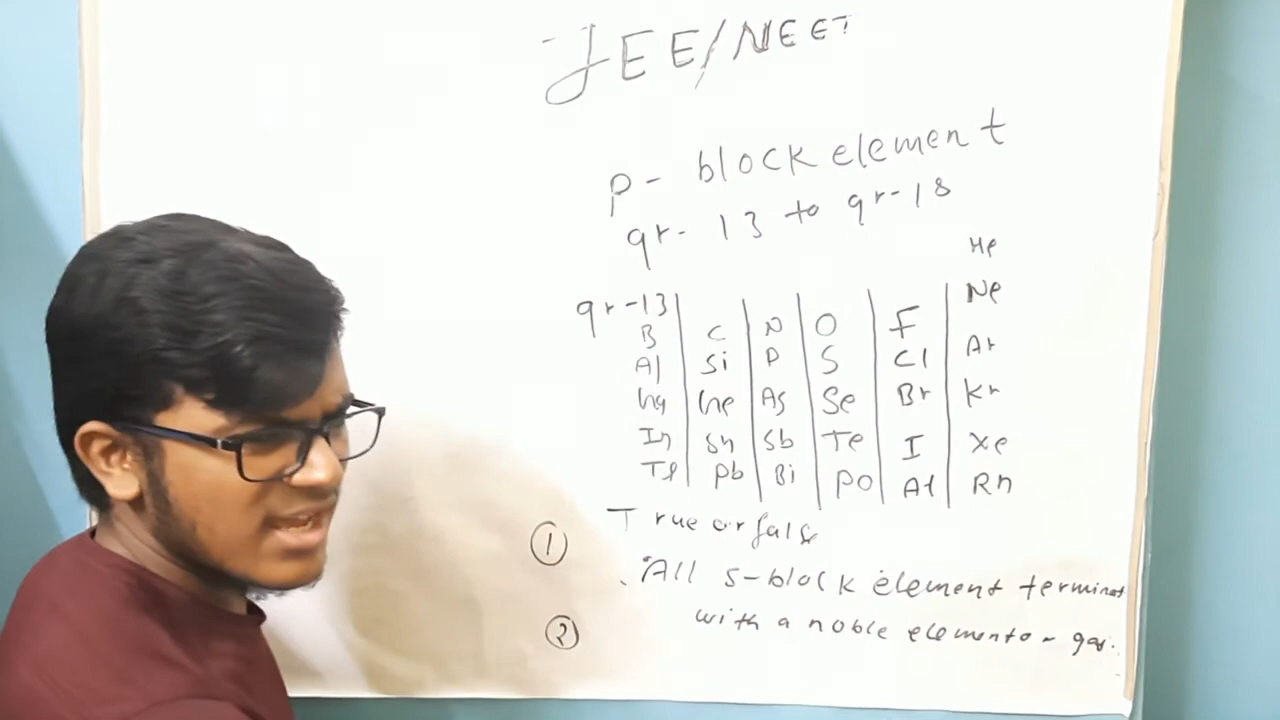 JEE/NEET
P- block element
gr- 13 to gr-18
He
gr-13 Ne
B C N O F
Al Si P S Cl Ar
Ga Ge As Se Br Kr
In Sn Sb Te I Xe
Tl Pb Bi Po At Rn
① True or false
All s-block element terminat
② with a noble element or gas.